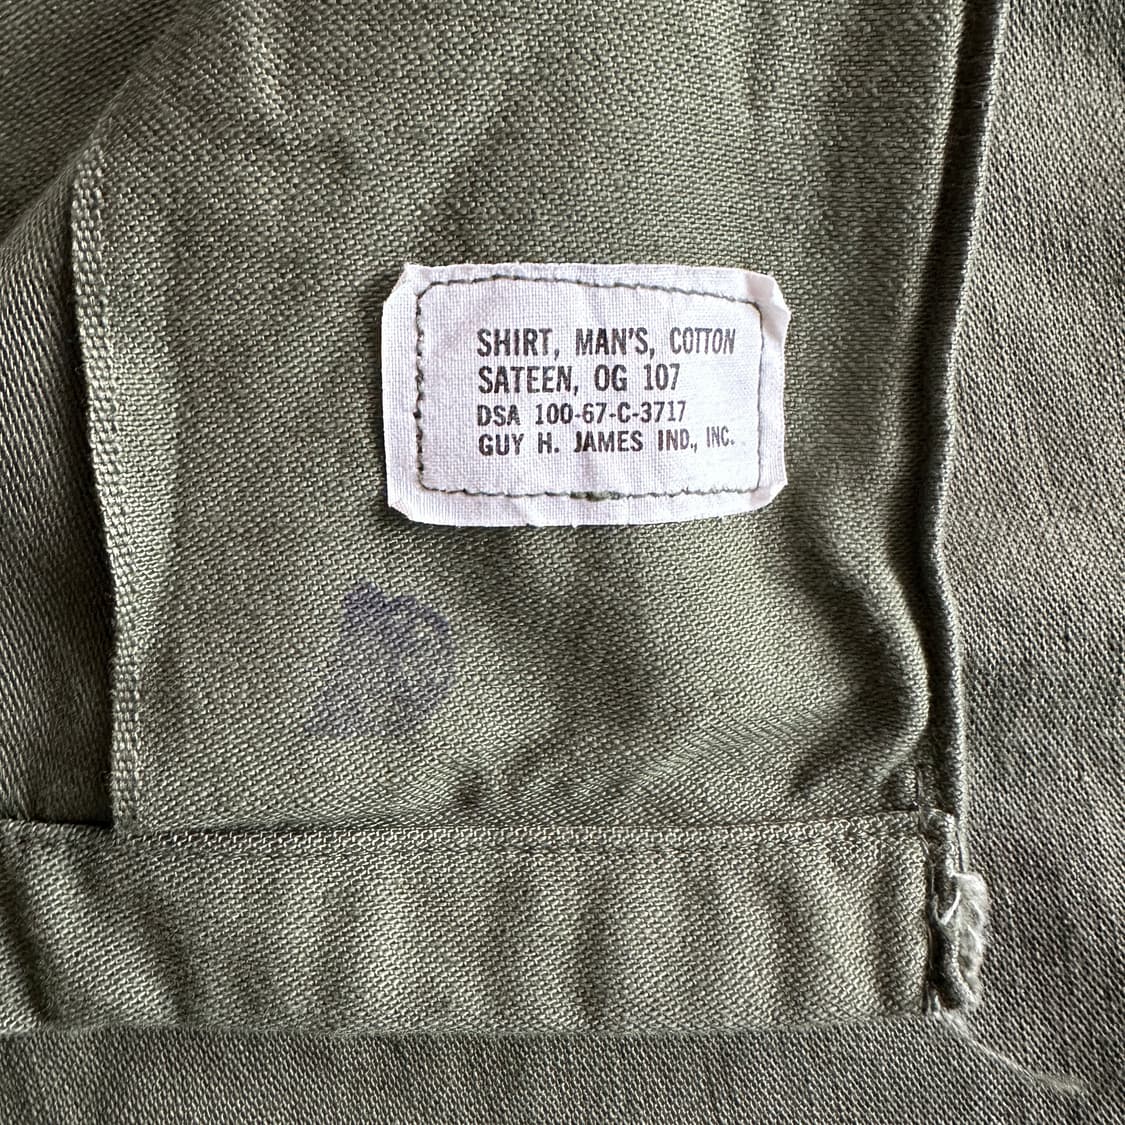 SHIRT, MAN'S, COTTON
SATEEN, OG 107
DSA 100-67-C-3717
GUY H. JAMES IND., INC.